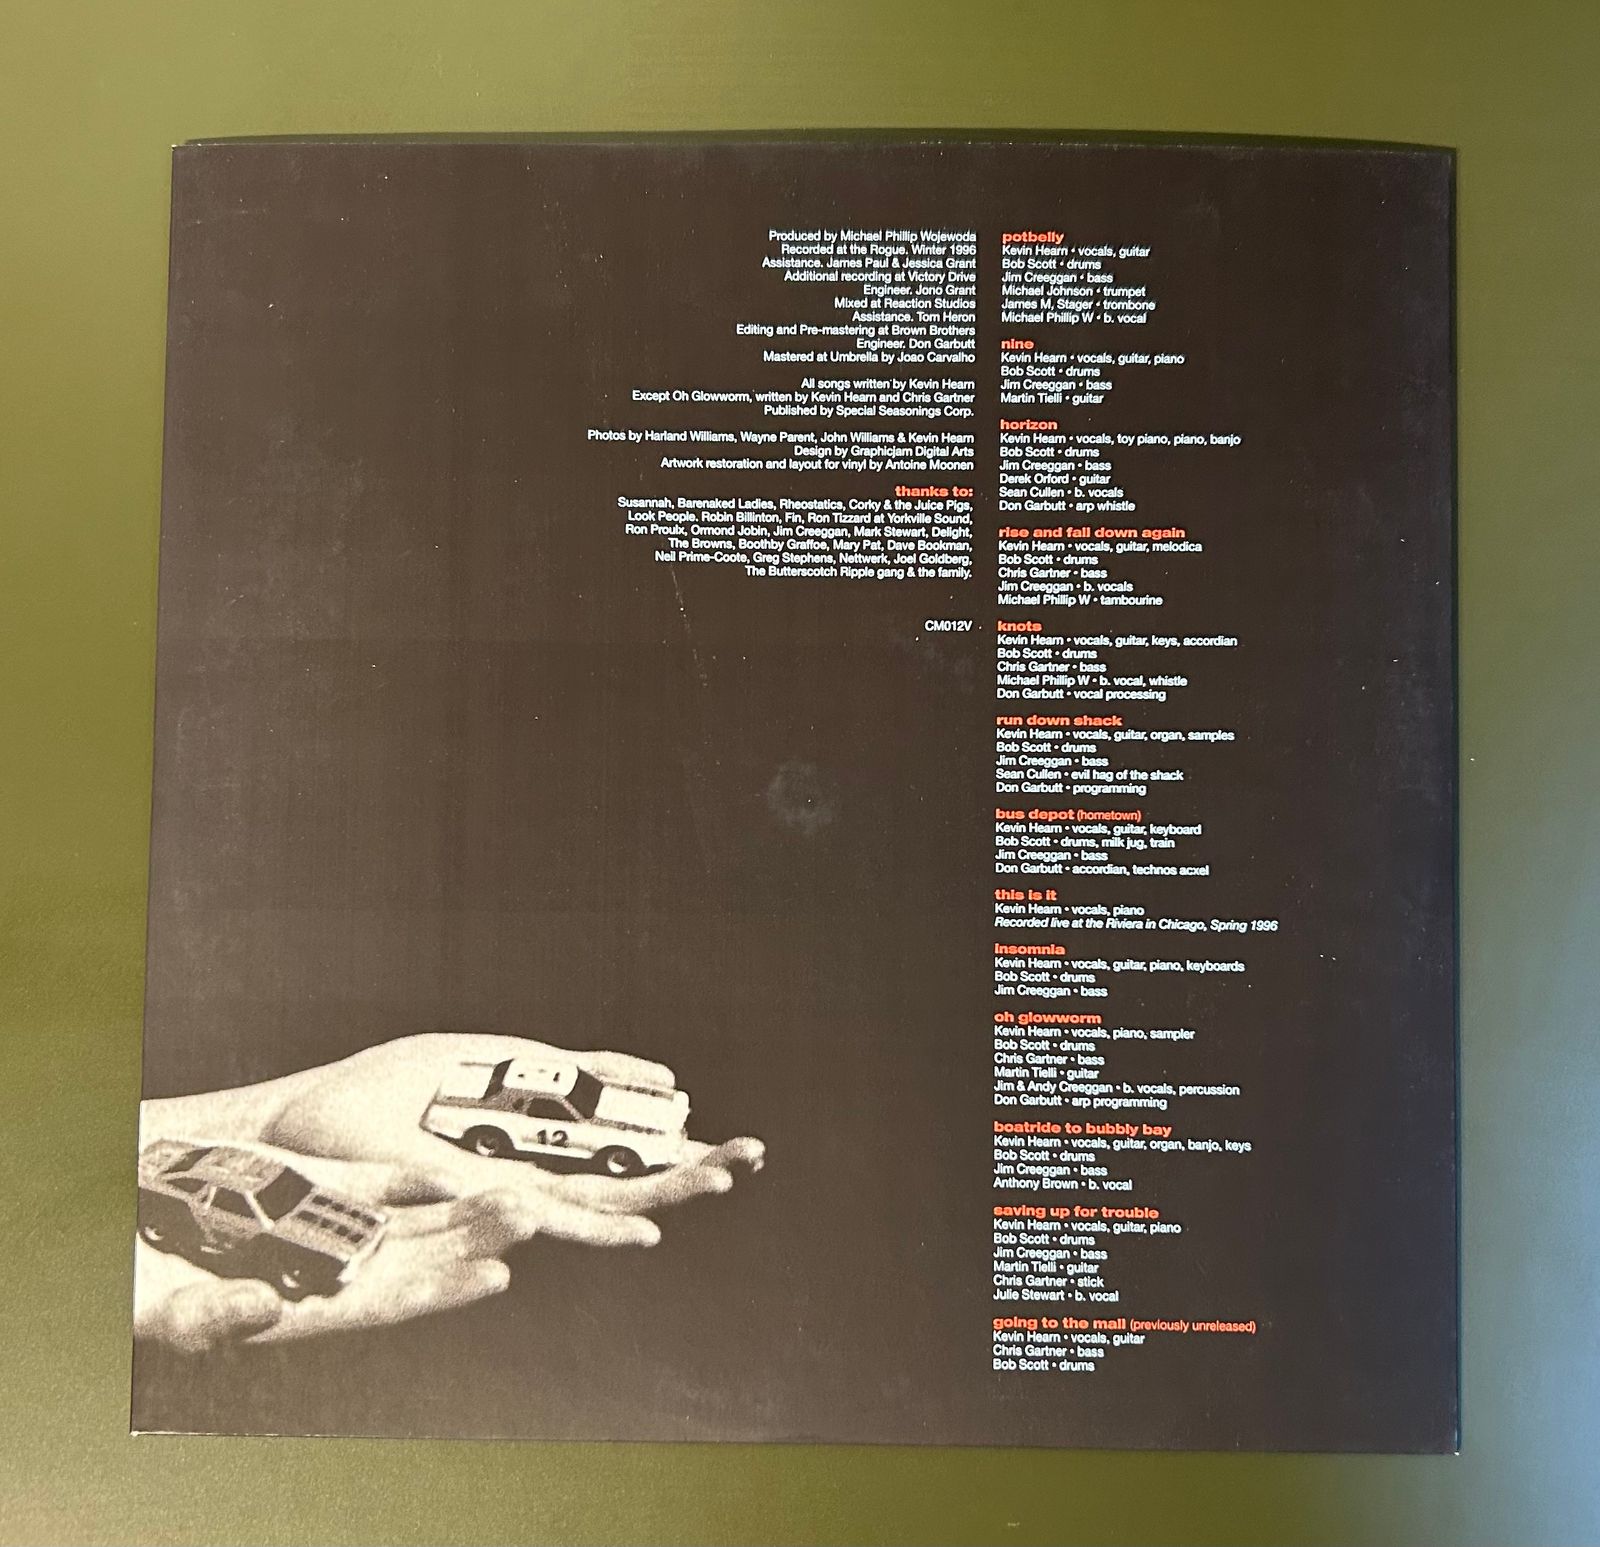 Produced by Michael Phillip Wojewoda
Recorded at the Rogue. Winter 1996
Assistance. James Paul & Jessica Grant
Additional recording at Victory Drive
Engineer. Jono Grant
Mixed at Reaction Studios
Assistance. Tom Heron
Editing and Pre-mastering at Brown Brothers
Engineer. Don Garbutt
Mastered at Umbrella by Joao Carvalho
All songs written by Kevin Hearn
Except Oh Glowworm, written by Kevin Hearn and Chris Gartner
Published by Special Seasonings Corp.
Photos by Harland Williams, Wayne Parent, John Williams & Kevin Hearn
Design by Graphicjam Digital Arts
Artwork restoration and layout for vinyl by Antoine Moonen
thanks to:
Susannah, Barenaked Ladies, Rheostatics, Corky & the Juice Pigs,
Look People. Robin Billinton, Fin, Ron Tizzard at Yorkville Sound,
Ron Proulx, Ormond Jobin, Jim Creeggan, Mark Stewart, Delight,
The Browns, Boothby Graffoe, Mary Pat, Dave Bookman,
Neil Prime-Coote, Greg Stephens, Nettwerk, Joel Goldberg,
The Butterscotch Ripple gang & the family.
CM012V
potbelly
Kevin Hearn • vocals, guitar
Bob Scott • drums
Jim Creeggan • bass
Michael Johnson • trumpet
James M, Stager • trombone
Michael Phillip W • b. vocal
nine
Kevin Hearn • vocals, guitar, piano
Bob Scott • drums
Jim Creeggan • bass
Martin Tielli • guitar
horizon
Kevin Hearn • vocals, toy piano, piano, banjo
Bob Scott • drums
Jim Creeggan • bass
Derek Orford • guitar
Sean Cullen • b. vocals
Don Garbutt • arp whistle
rise and fall down again
Kevin Hearn • vocals, guitar, melodica
Bob Scott • drums
Chris Gartner • bass
Jim Creeggan • b. vocals
Michael Phillip W • tambourine
knots
Kevin Hearn • vocals, guitar, keys, accordian
Bob Scott • drums
Chris Gartner • bass
Michael Phillip W • b. vocal, whistle
Don Garbutt • vocal processing
run down shack
Kevin Hearn • vocals, guitar, organ, samples
Bob Scott • drums
Jim Creeggan • bass
Sean Cullen • evil hag of the shack
Don Garbutt • programming
bus depot (hometown)
Kevin Hearn • vocals, guitar, keyboard
Bob Scott • drums, milk jug, train
Jim Creeggan • bass
Don Garbutt • accordian, technos acxel
this is it
Kevin Hearn • vocals, piano
Recorded live at the Riviera in Chicago, Spring 1996
insomnia
Kevin Hearn • vocals, guitar, piano, keyboards
Bob Scott • drums
Jim Creeggan • bass
oh glowworm
Kevin Hearn • vocals, piano, sampler
Bob Scott • drums
Chris Gartner • bass
Martin Tielli • guitar
Jim & Andy Creeggan • b. vocals, percussion
Don Garbutt • arp programming
boatride to bubbly bay
Kevin Hearn • vocals, guitar, organ, banjo, keys
Bob Scott • drums
Jim Creeggan • bass
Anthony Brown • b. vocal
saving up for trouble
Kevin Hearn • vocals, guitar, piano
Bob Scott • drums
Jim Creeggan • bass
Martin Tielli • guitar
Chris Gartner • stick
Julie Stewart • b. vocal
going to the mall (previously unreleased)
Kevin Hearn • vocals, guitar
Chris Gartner • bass
Bob Scott • drums
12